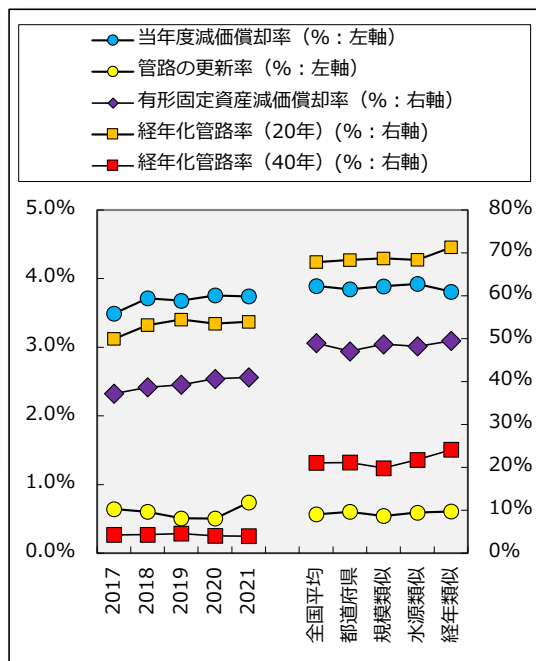 当年度減価償却率（%：左軸）
管路の更新率（%：左軸）
有形固定資産減価償却率（%：右軸）
経年化管路率（20年）(%：右軸)
経年化管路率（40年）(%：右軸)
5.0%
4.0%
3.0%
2.0%
1.0%
0.0%
80%
70%
60%
50%
40%
30%
20%
10%
0%
2017
2018
2019
2020
2021
全国平均
都道府県
規模類似
水源類似
経年類似